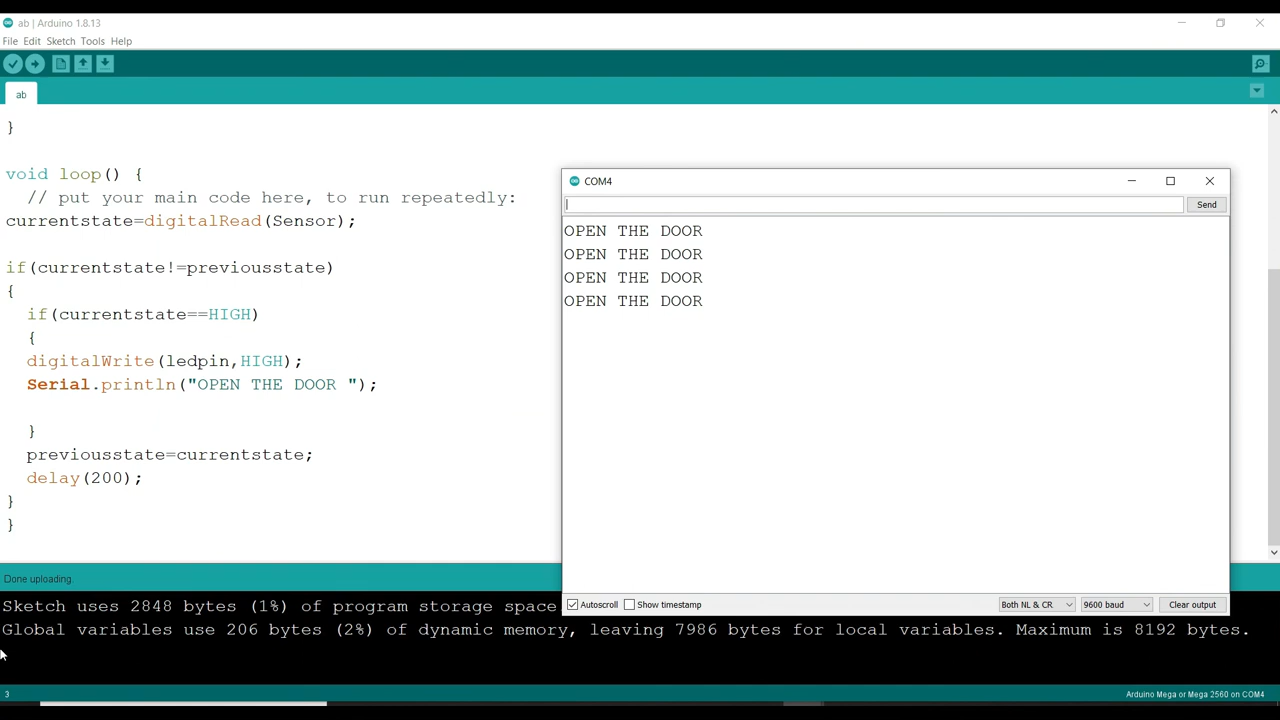 ab | Arduino 1.8.13
File Edit Sketch Tools Help
ab
}
void loop() {
// put your main code here, to run repeatedly:
currentstate=digitalRead(Sensor);
if(currentstate!=previousstate)
{
if(currentstate==HIGH)
{
digitalWrite(ledpin,HIGH);
Serial.println("OPEN THE DOOR ");
}
previousstate=currentstate;
delay(200);
}
}
COM4
Send
OPEN THE DOOR
OPEN THE DOOR
OPEN THE DOOR
OPEN THE DOOR
Autoscroll Show timestamp Both NL & CR 9600 baud Clear output
Done uploading.
Sketch uses 2848 bytes (1%) of program storage space
Global variables use 206 bytes (2%) of dynamic memory, leaving 7986 bytes for local variables. Maximum is 8192 bytes.
3 Arduino Mega or Mega 2560 on COM4